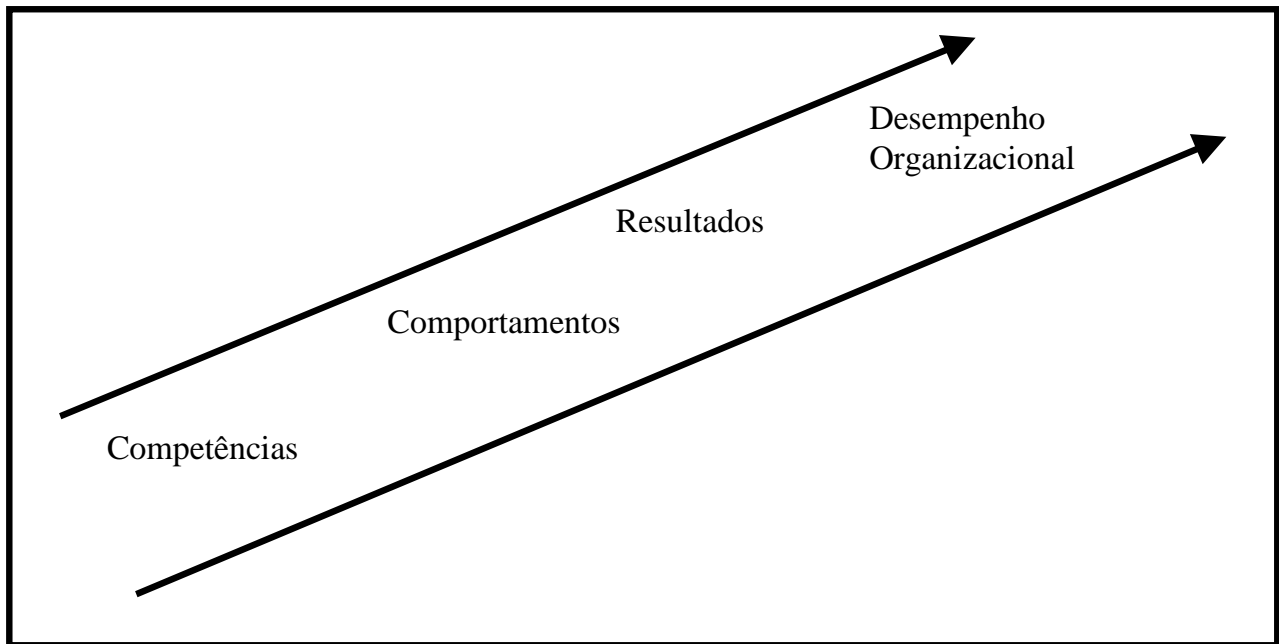 Desempenho
Organizacional
Resultados
Comportamentos
Competências